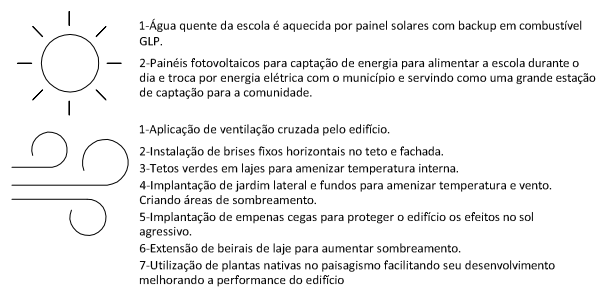 1-Água quente da escola é aquecida por painel solares com backup em combustível
GLP.
2-Painéis fotovoltaicos para captação de energia para alimentar a escola durante o
dia e troca por energia elétrica com o município e servindo como uma grande estação
de captação para a comunidade.
1-Aplicação de ventilação cruzada pelo edifício.
2-Instalação de brises fixos horizontais no teto e fachada.
3-Tetos verdes em lajes para amenizar temperatura interna.
4-Implantação de jardim lateral e fundos para amenizar temperatura e vento.
Criando áreas de sombreamento.
5-Implantação de empenas cegas para proteger o edifício os efeitos no sol
agressivo.
6-Extensão de beirais de laje para aumentar sombreamento.
7-Utilização de plantas nativas no paisagismo facilitando seu desenvolvimento
melhorando a performance do edifício